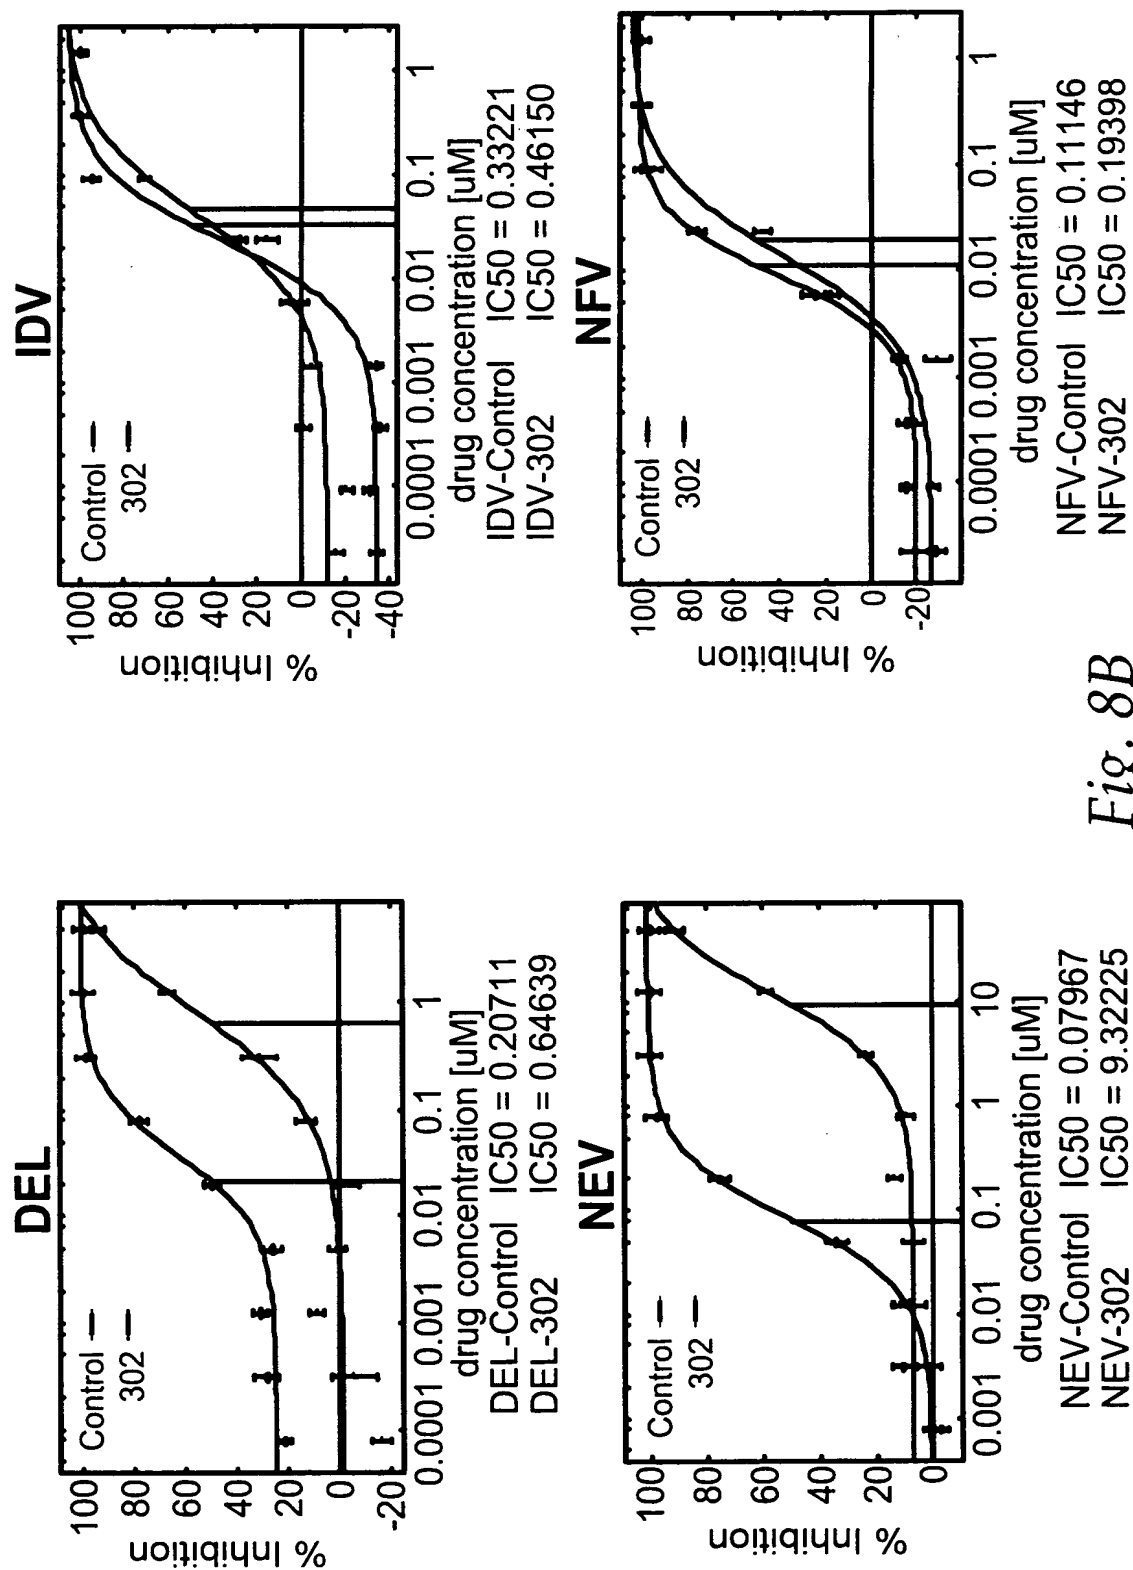 DEL
% Inhibition
100
80
60
40
20
0
-20
Control
302
0.0001 0.001 0.01 0.1 1
drug concentration [uM]
DEL-Control IC50 = 0.20711
DEL-302 IC50 = 0.64639
IDV
% Inhibition
100
80
60
40
20
0
-20
-40
Control
302
0.0001 0.001 0.01 0.1 1
drug concentration [uM]
IDV-Control IC50 = 0.33221
IDV-302 IC50 = 0.46150
NEV
% Inhibition
100
80
60
40
20
0
Control
302
0.001 0.01 0.1 1 10
drug concentration [uM]
NEV-Control IC50 = 0.07967
NEV-302 IC50 = 9.32225
NFV
% Inhibition
100
80
60
40
20
0
-20
Control
302
0.0001 0.001 0.01 0.1 1
drug concentration [uM]
NFV-Control IC50 = 0.11146
NFV-302 IC50 = 0.19398
Fig. 8B